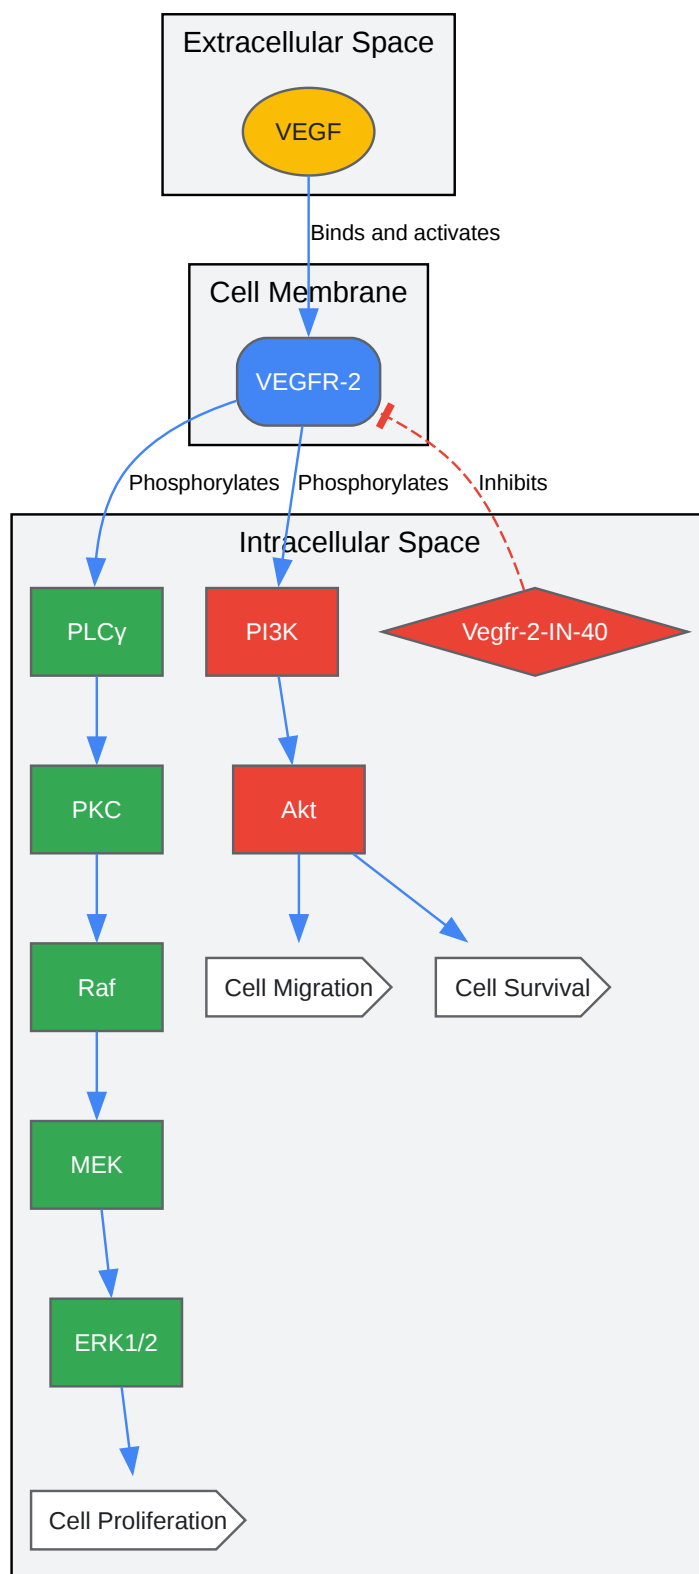 Extracellular Space
VEGF
Binds and activates
Cell Membrane
VEGFR-2
Phosphorylates
Phosphorylates
Inhibits
Intracellular Space
PLCγ
PI3K
Vegfr-2-IN-40
PKC
Akt
Raf
Cell Migration
Cell Survival
MEK
ERK1/2
Cell Proliferation